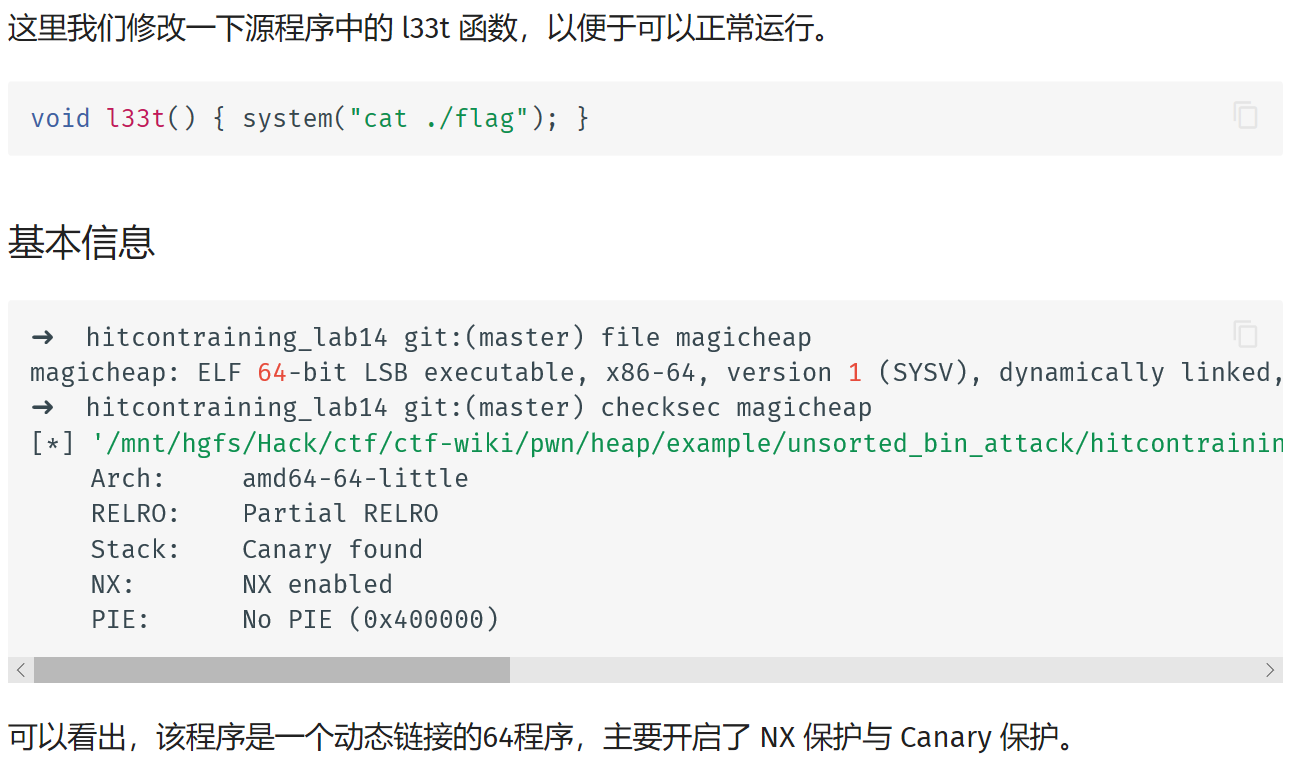 这里我们修改一下源程序中的 l33t 函数，以便于可以正常运行。
void l33t() { system("cat ./flag"); }
基本信息
➜  hitcontraining_lab14 git:(master) file magicheap
magicheap: ELF 64-bit LSB executable, x86-64, version 1 (SYSV), dynamically linked,
➜  hitcontraining_lab14 git:(master) checksec magicheap
[*] '/mnt/hgfs/Hack/ctf/ctf-wiki/pwn/heap/example/unsorted_bin_attack/hitcontrainin
    Arch:     amd64-64-little
    RELRO:    Partial RELRO
    Stack:    Canary found
    NX:       NX enabled
    PIE:      No PIE (0x400000)
可以看出，该程序是一个动态链接的64程序，主要开启了 NX 保护与 Canary 保护。